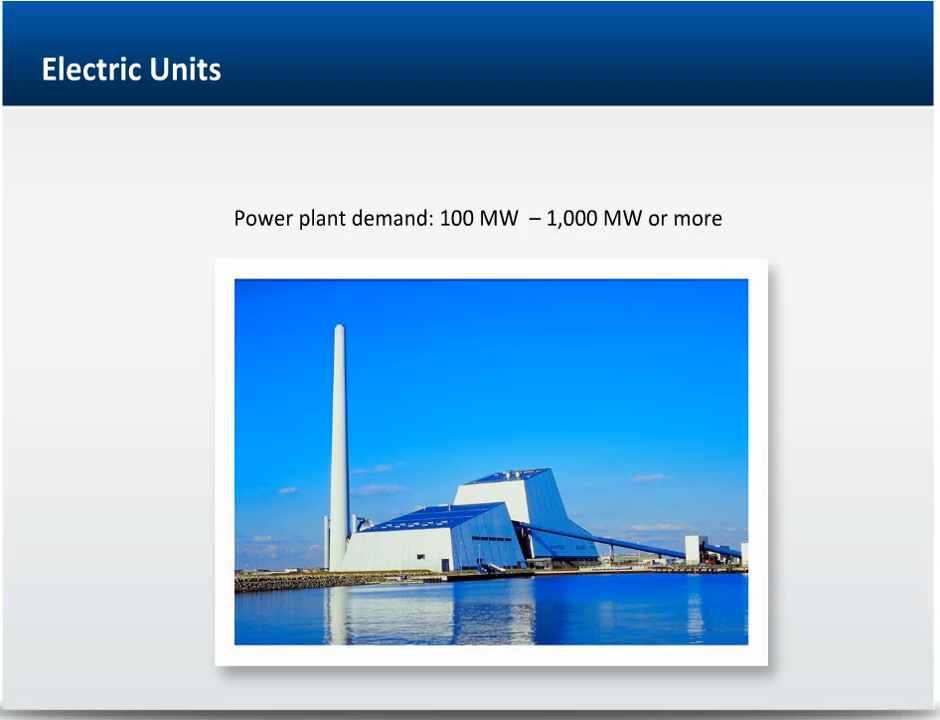 Electric Units
Power plant demand: 100 MW – 1,000 MW or more